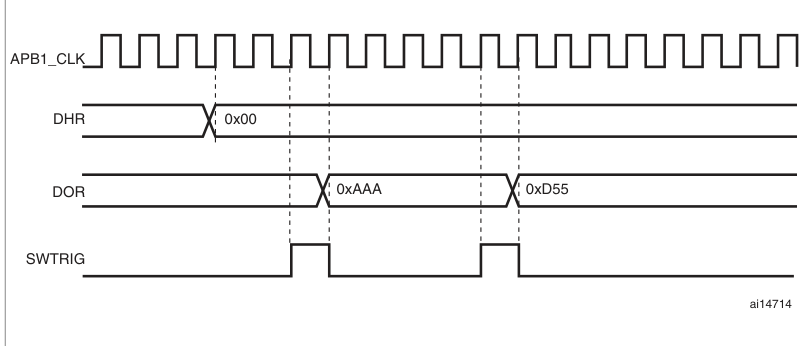 APB1_CLK
DHR
0x00
DOR
0xAAA
0xD55
SWTRIG
ai14714